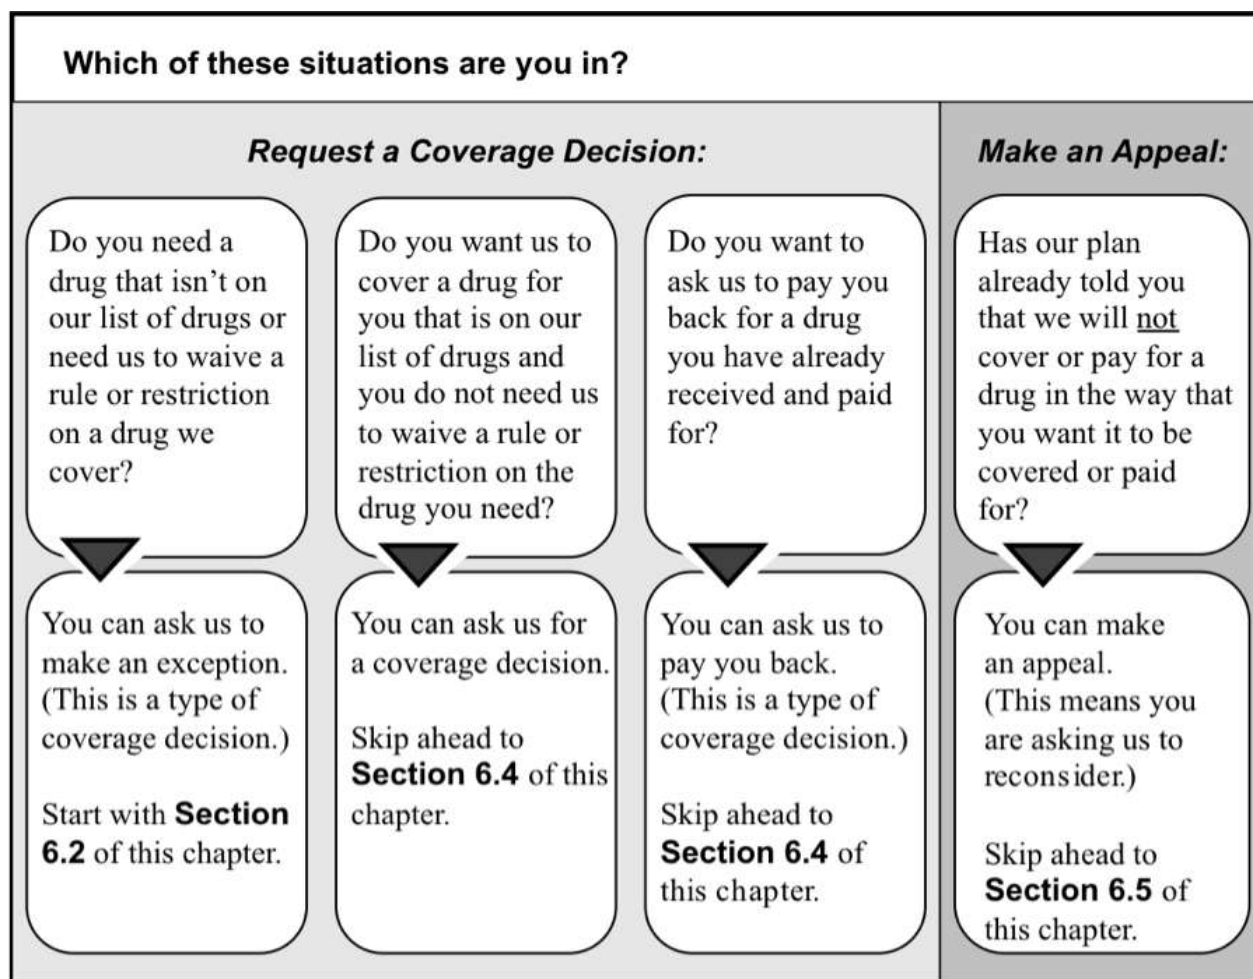 Which of these situations are you in?
Request a Coverage Decision:
Make an Appeal:
Do you need a
drug that isn’t on
our list of drugs or
need us to waive a
rule or restriction
on a drug we
cover?
You can ask us to
make an exception.
(This is a type of
coverage decision.)
Start with Section
6.2 of this chapter.
Do you want us to
cover a drug for
you that is on our
list of drugs and
you do not need us
to waive a rule or
restriction on the
drug you need?
You can ask us for
a coverage decision.
Skip ahead to
Section 6.4 of this
chapter.
Do you want to
ask us to pay you
back for a drug
you have already
received and paid
for?
You can ask us to
pay you back.
(This is a type of
coverage decision.)
Skip ahead to
Section 6.4 of
this chapter.
Has our plan
already told you
that we will not
cover or pay for a
drug in the way that
you want it to be
covered or paid
for?
You can make
an appeal.
(This means you
are asking us to
reconsider.)
Skip ahead to
Section 6.5 of
this chapter.